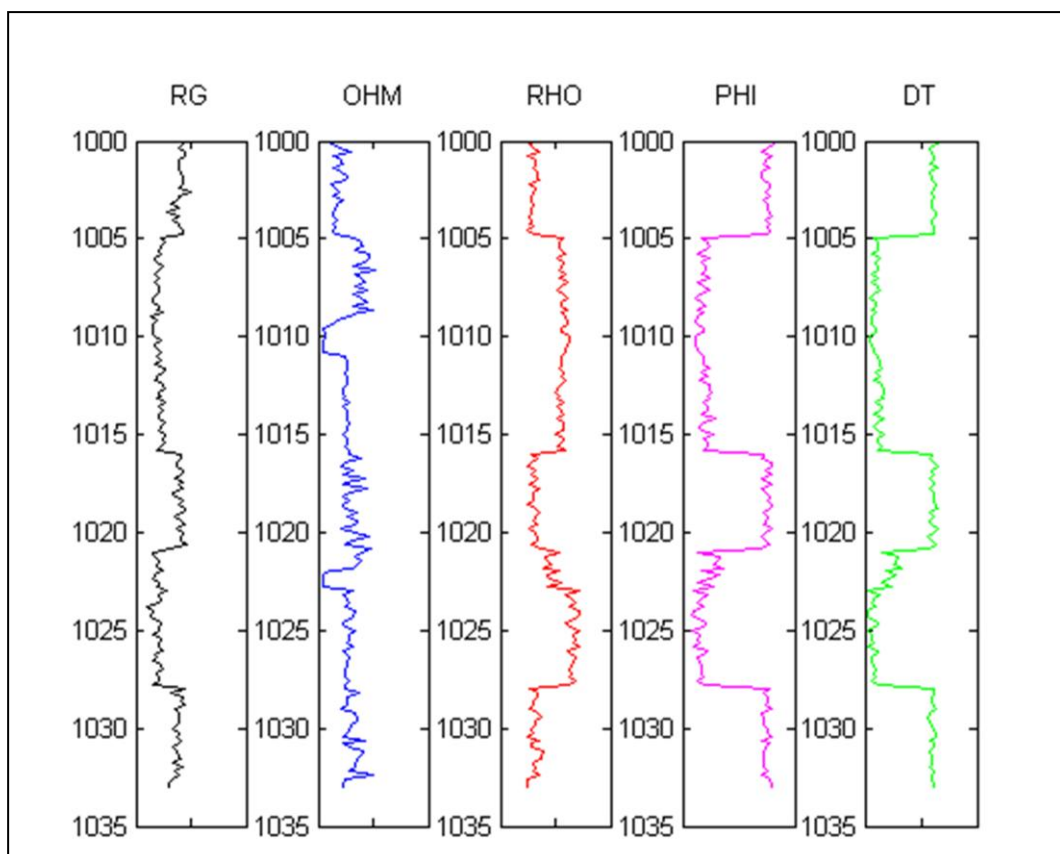 RG OHM RHO PHI DT
1000 1000 1000 1000 1000
1005 1005 1005 1005 1005
1010 1010 1010 1010 1010
1015 1015 1015 1015 1015
1020 1020 1020 1020 1020
1025 1025 1025 1025 1025
1030 1030 1030 1030 1030
1035 1035 1035 1035 1035